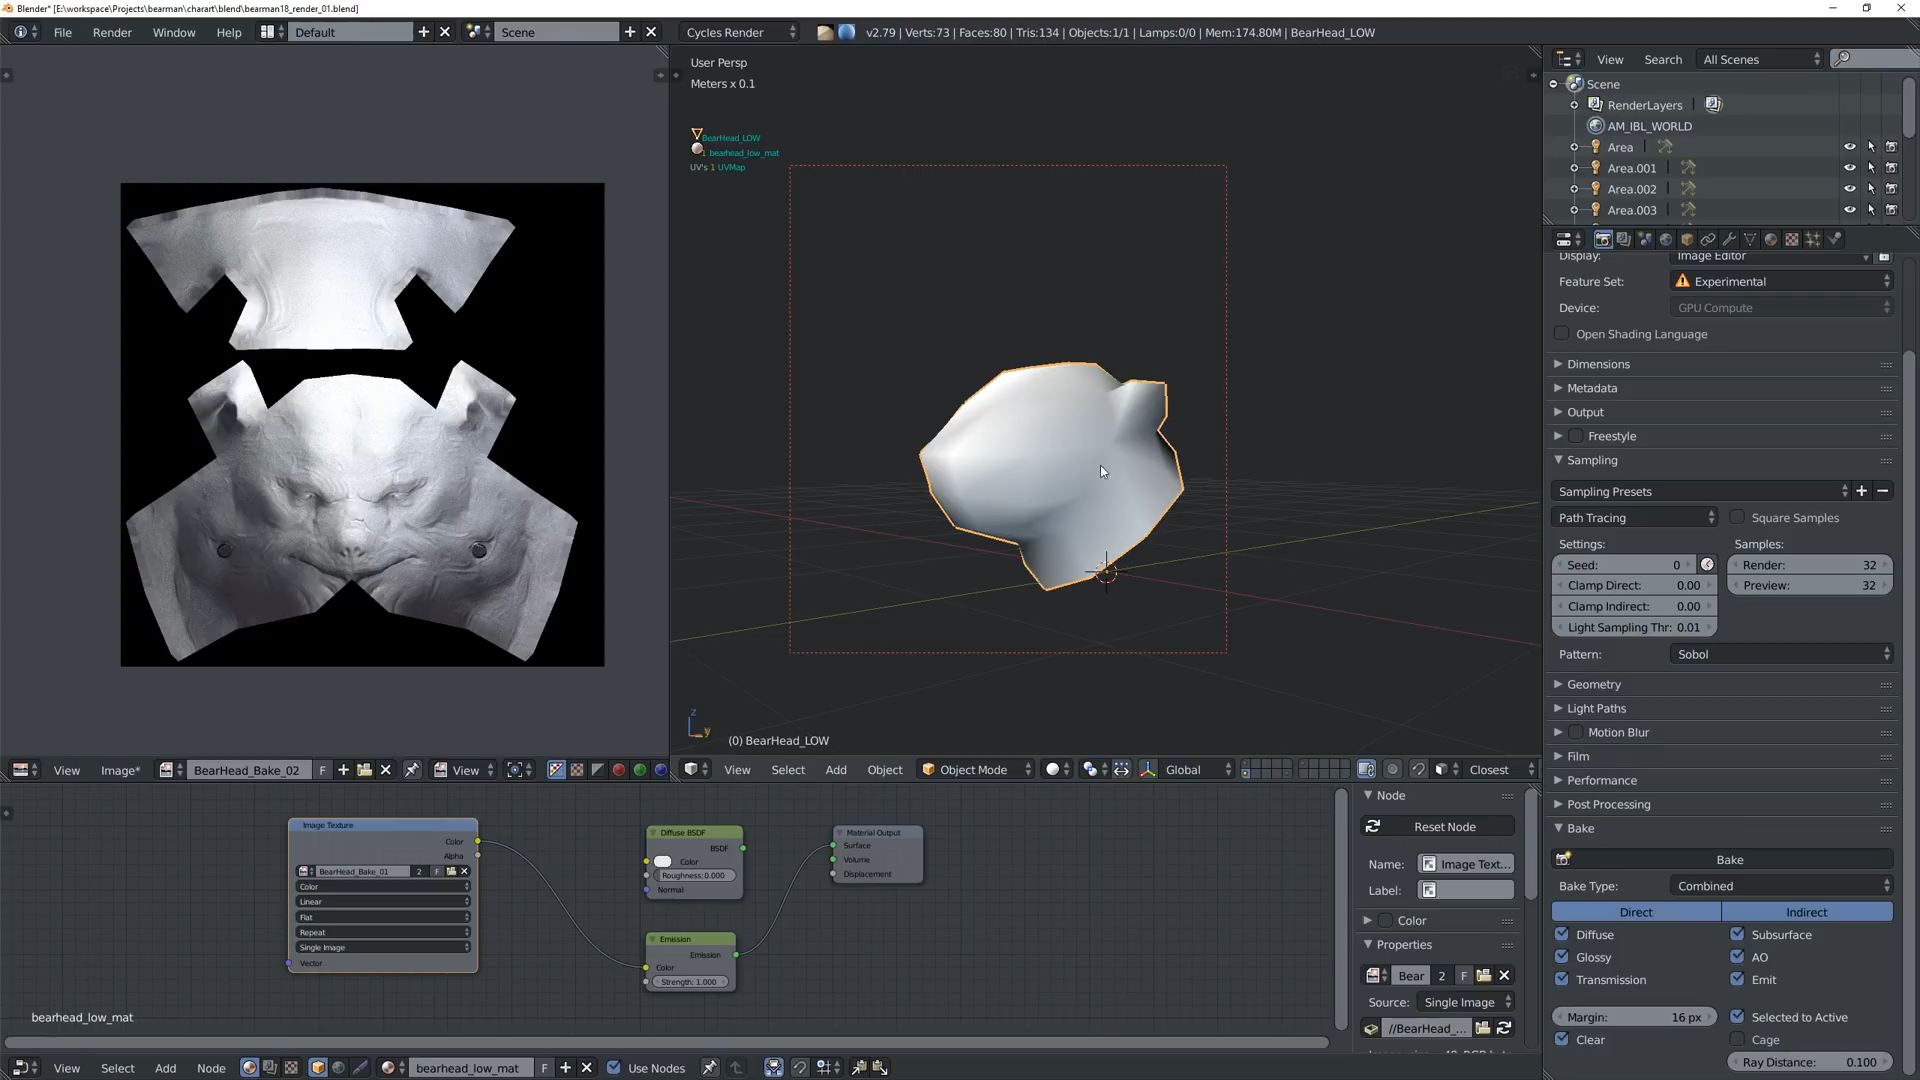 Blender* [E:\workspace\Projects\bearman\charart\blend\bearman18_render_01.blend]
File Render Window Help Default Scene Cycles Render v2.79 | Verts:73 | Faces:80 | Tris:134 | Objects:1/1 | Lamps:0/0 | Mem:174.80M | BearHead_LOW
User Persp
Meters x 0.1
BearHead_LOW
1 bearhead_low_mat
UV's 1 UVMap
z
y
(0) BearHead_LOW
View Image* BearHead_Bake_02 F View
View Select Add Object Object Mode Global Closest
Image Texture
Color
Alpha
BearHead_Bake_01 2 F
Color
Linear
Flat
Repeat
Single Image
Vector
Diffuse BSDF
BSDF
Color
Roughness: 0.000
Normal
Emission
Emission
Color
Strength: 1.000
Material Output
Surface
Volume
Displacement
bearhead_low_mat
Node
Reset Node
Name: Image Text...
Label:
Color
Properties
Bear 2 F
Source: Single Image
//BearHead_...
View Select Add Node bearhead_low_mat F Use Nodes
View Search All Scenes
Scene
RenderLayers |
AM_IBL_WORLD
Area |
Area.001 |
Area.002 |
Area.003 |
Display: Image Editor
Feature Set: Experimental
Device: GPU Compute
Open Shading Language
Dimensions
Metadata
Output
Freestyle
Sampling
Sampling Presets
Path Tracing Square Samples
Settings: Samples:
Seed: 0 Render: 32
Clamp Direct: 0.00 Preview: 32
Clamp Indirect: 0.00
Light Sampling Thr: 0.01
Pattern: Sobol
Geometry
Light Paths
Motion Blur
Film
Performance
Post Processing
Bake
Bake
Bake Type: Combined
Direct Indirect
Diffuse Subsurface
Glossy AO
Transmission Emit
Margin: 16 px Selected to Active
Clear Cage
Ray Distance: 0.100